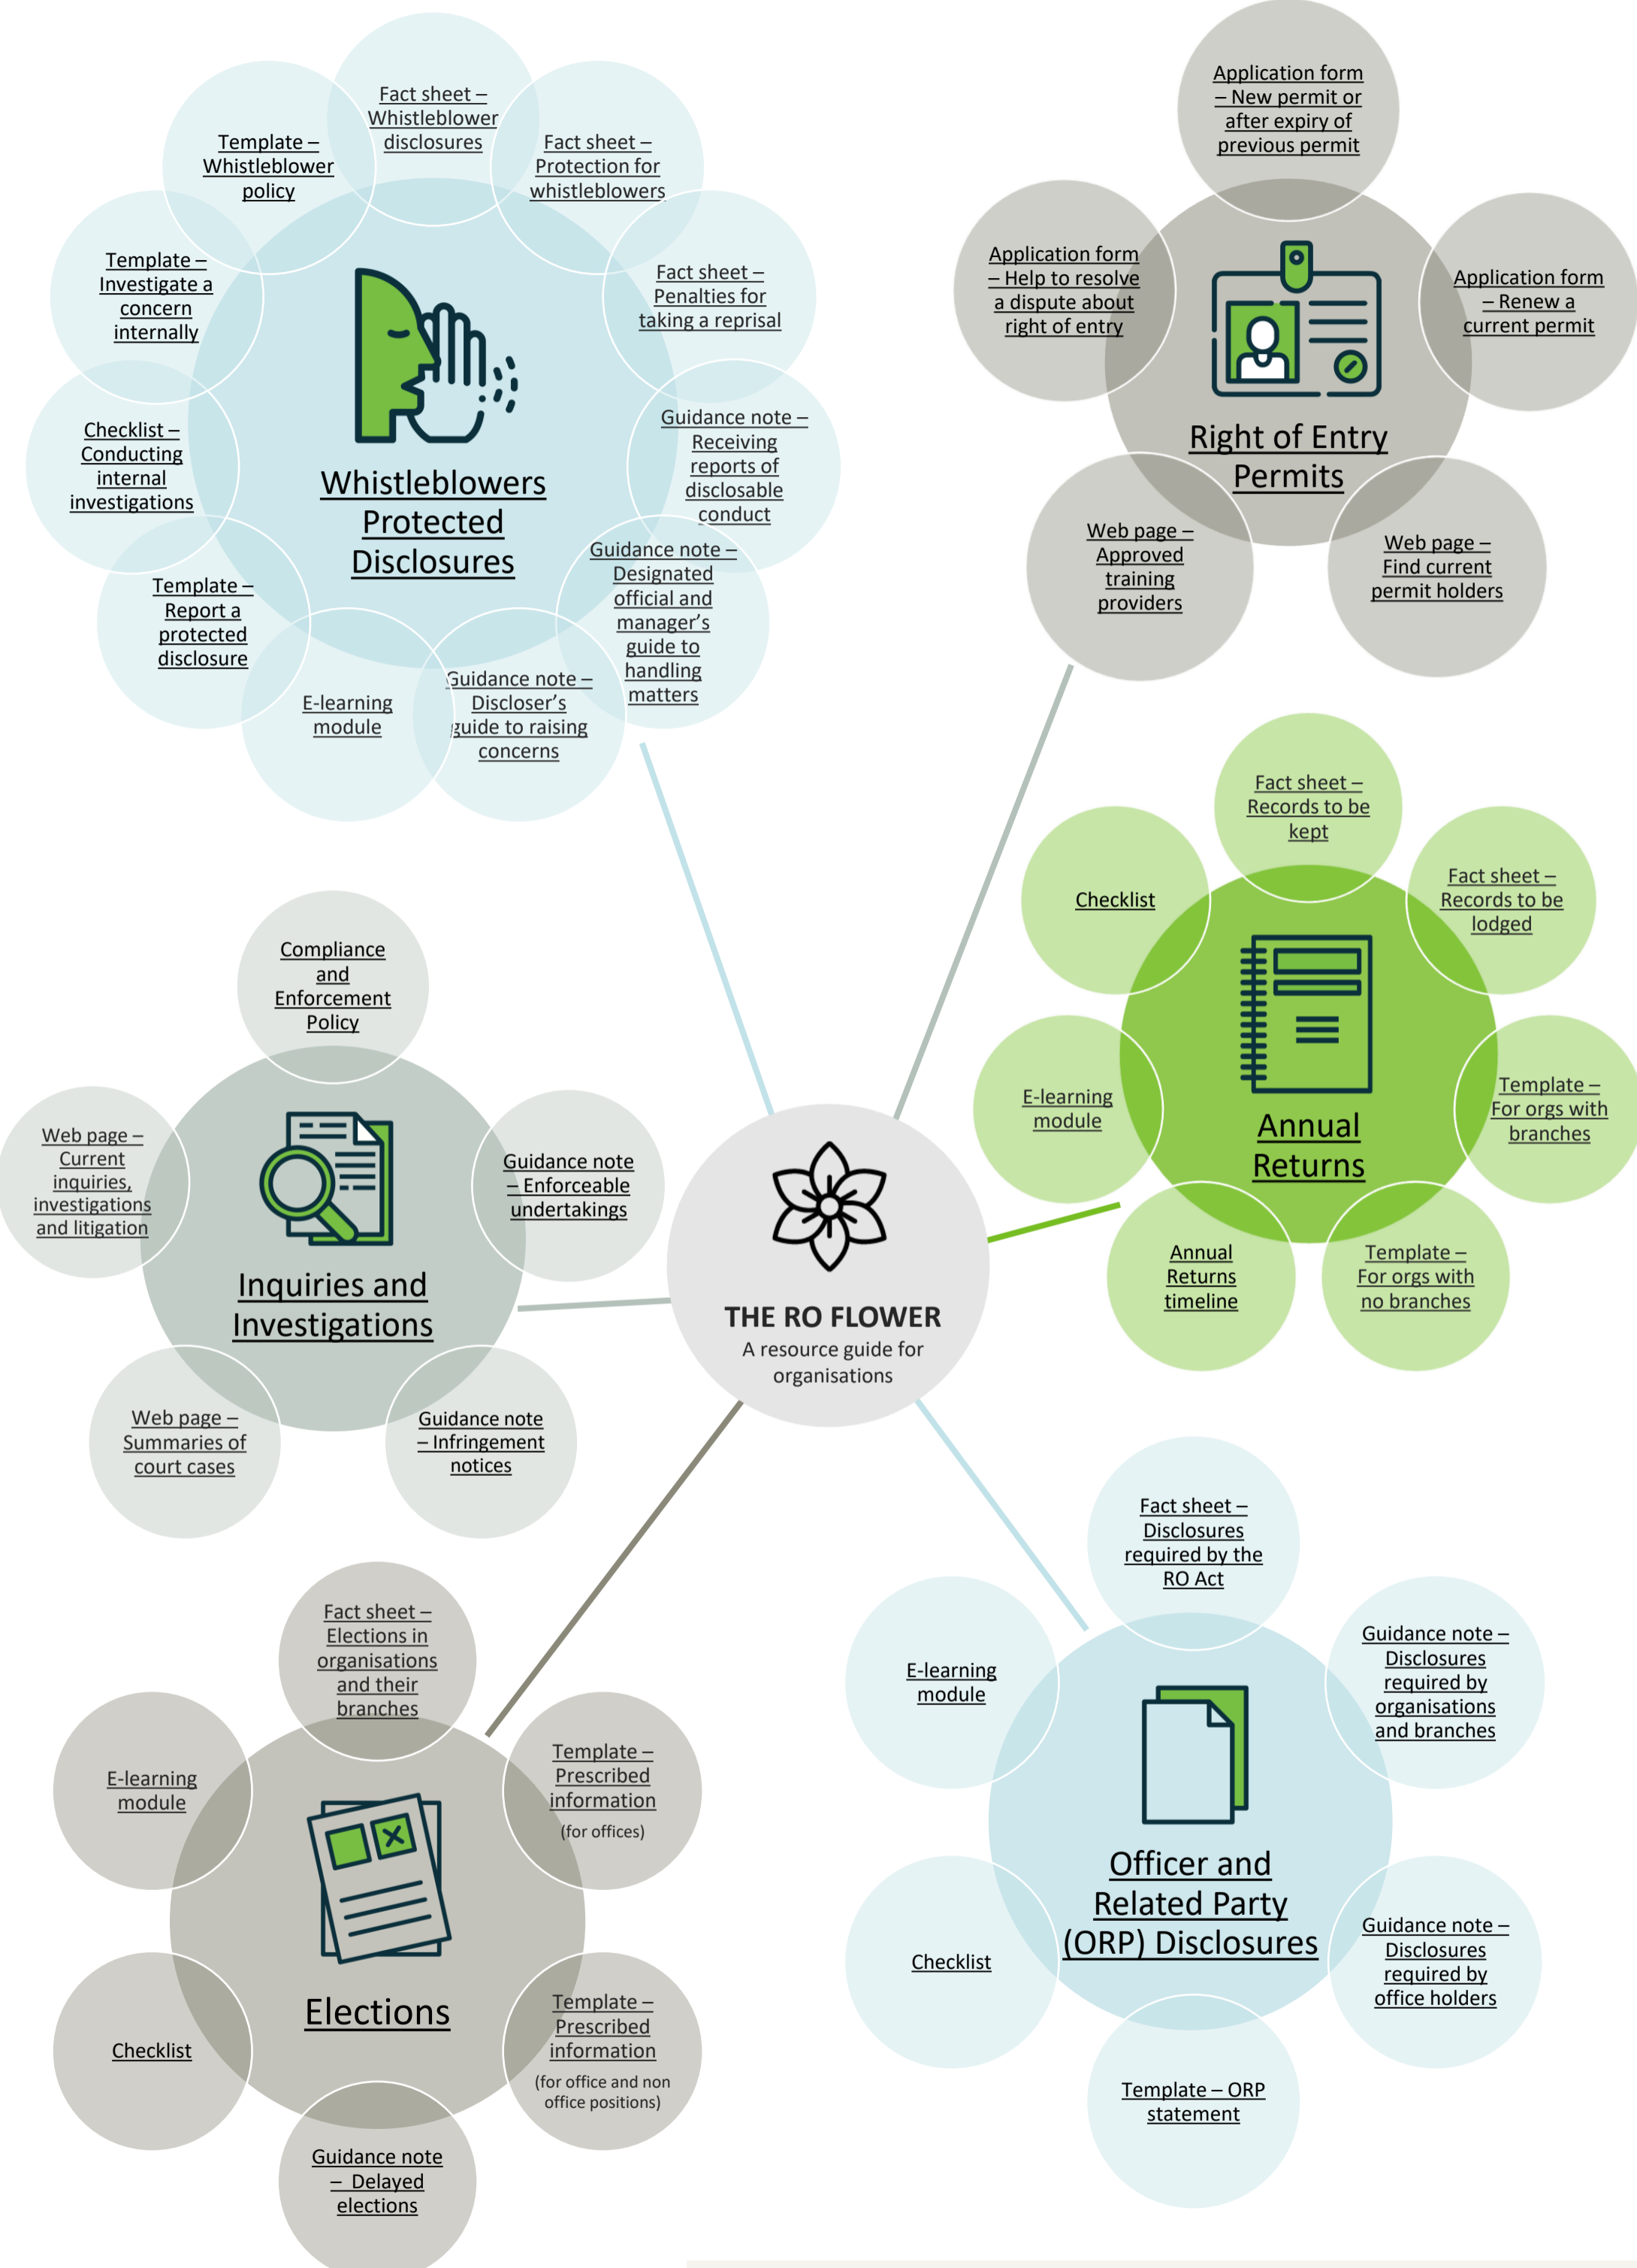 Fact sheet –
Whistleblower
disclosures
Template –
Whistleblower
policy
Fact sheet –
Protection for
whistleblowers
Template –
Investigate a
concern
internally
Fact sheet –
Penalties for
taking a reprisal
Checklist –
Conducting
internal
investigations
Guidance note –
Receiving
reports of
disclosable
conduct
Whistleblowers
Protected
Disclosures
Guidance note –
Designated
official and
manager's
guide to
handling
matters
Template –
Report a
protected
disclosure
E-learning
module
Guidance note –
Discloser's
guide to raising
concerns
Application form
– New permit or
after expiry of
previous permit
Application form
– Help to resolve
a dispute about
right of entry
Application form
– Renew a
current permit
Right of Entry
Permits
Web page –
Approved
training
providers
Web page –
Find current
permit holders
Fact sheet –
Records to be
kept
Checklist
Fact sheet –
Records to be
lodged
E-learning
module
Annual
Returns
Template –
For orgs with
branches
Annual
Returns
timeline
Template –
For orgs with
no branches
Compliance
and
Enforcement
Policy
Web page –
Current
inquiries,
investigations
and litigation
Guidance note
– Enforceable
undertakings
Inquiries and
Investigations
Web page –
Summaries of
court cases
Guidance note
– Infringement
notices
THE RO FLOWER
A resource guide for
organisations
Fact sheet –
Elections in
organisations
and their
branches
E-learning
module
Template –
Prescribed
information
(for offices)
Elections
Checklist
Template –
Prescribed
information
(for office and non
office positions)
Guidance note
– Delayed
elections
Fact sheet –
Disclosures
required by the
RO Act
E-learning
module
Guidance note –
Disclosures
required by
organisations
and branches
Officer and
Related Party
(ORP) Disclosures
Checklist
Guidance note –
Disclosures
required by
office holders
Template – ORP
statement